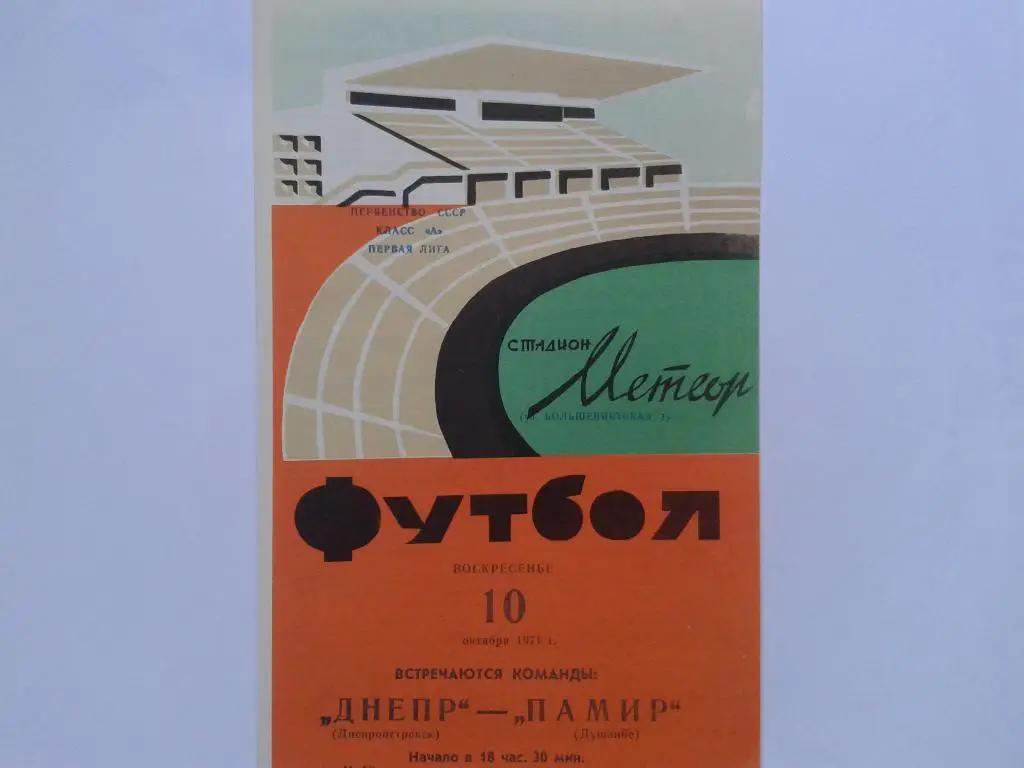 ПЕРВЕНСТВО СССР
КЛАСС «А»
ПЕРВАЯ ЛИГА
СТАДИОН
Метеор
(ул. БОЛЬШЕВИСТСКАЯ,
ФУТБОЛ
ВОСКРЕСЕНЬЕ
10
октября 1971 г.
ВСТРЕЧАЮТСЯ КОМАНДЫ:
„ДНЕПР“ — „ПАМИР“
(Днепропетровск) (Душанбе)
Начало в 18 час. 30 мин.